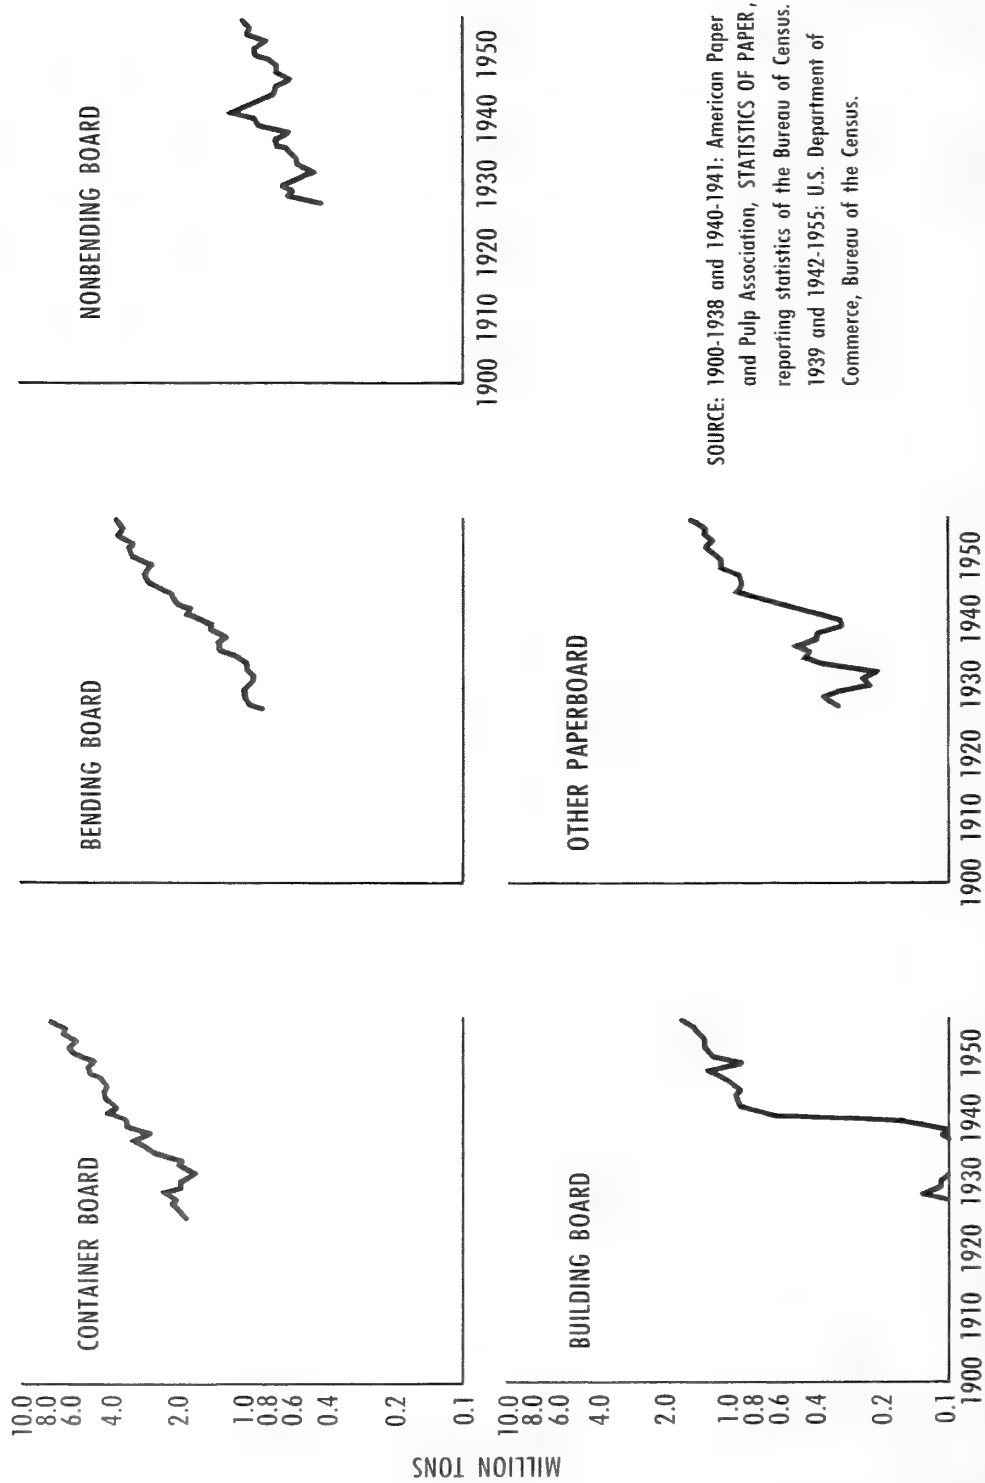 MILLION TONS
CONTAINER BOARD
10.0
8.0
6.0
4.0
2.0
1.0
0.8
0.6
0.4
0.2
0.1
BENDING BOARD
NONBENDING BOARD
1900 1910 1920 1930 1940 1950
BUILDING BOARD
10.0
8.0
6.0
4.0
2.0
1.0
0.8
0.6
0.4
0.2
0.1
1900 1910 1920 1930 1940 1950
OTHER PAPERBOARD
1900 1910 1920 1930 1940 1950
SOURCE: 1900-1938 and 1940-1941: American Paper
and Pulp Association, STATISTICS OF PAPER,
reporting statistics of the Bureau of Census.
1939 and 1942-1955: U.S. Department of
Commerce, Bureau of the Census.